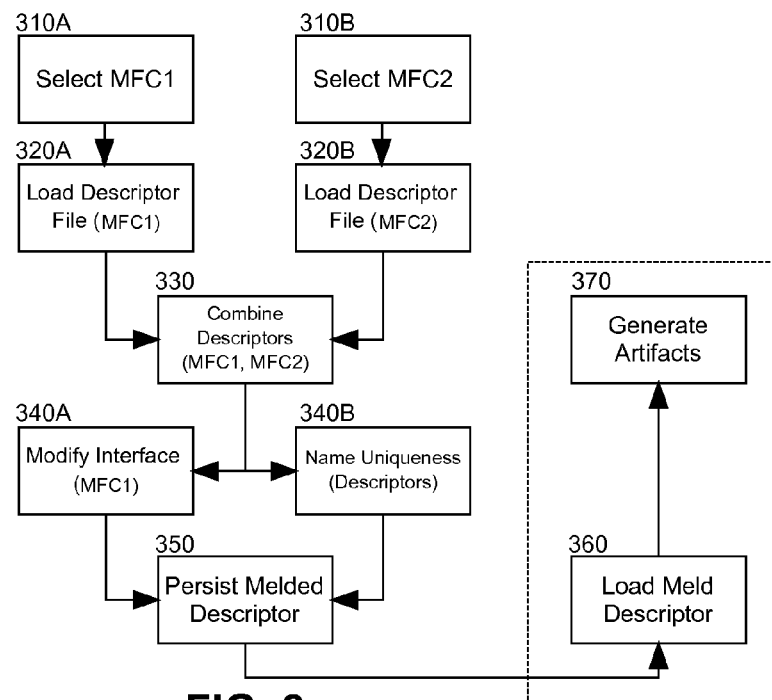 310A
310B
Select MFC1
Select MFC2
320A
320B
Load Descriptor
File (MFC1)
Load Descriptor
File (MFC2)
330
Combine
Descriptors
(MFC1, MFC2)
370
Generate
Artifacts
340A
340B
Modify Interface
(MFC1)
Name Uniqueness
(Descriptors)
350
Persist Melded
Descriptor
360
Load Meld
Descriptor
FIG.